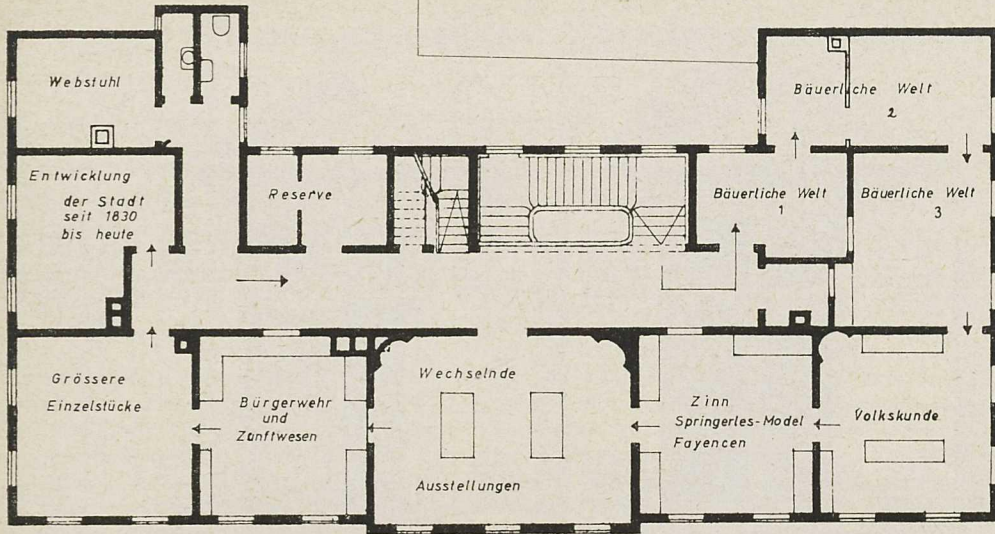 Webstuhl
Entwicklung
der Stadt
seit 1830
bis heute
Reserve
Bäuerliche Welt
1
Bäuerliche Welt
2
Bäuerliche Welt
3
Grössere
Einzelstücke
Bürgerwehr
und
Zunftwesen
Wechselnde
Ausstellungen
Zinn
Springerles-Model
Fayencen
Volkskunde